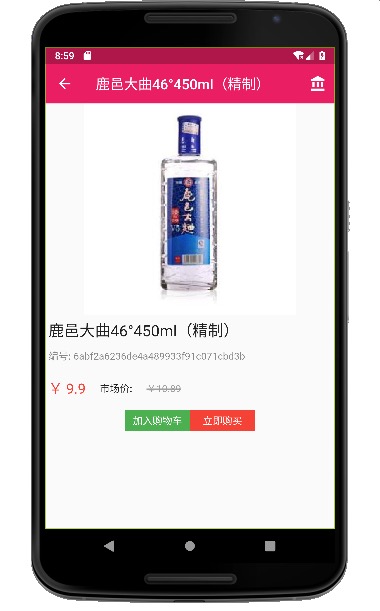 8:59
鹿邑大曲46°450ml（精制）
鹿邑大曲
鹿邑大曲46°450ml（精制）
编号: 6abf2a6236de4a489933f91c071cbd3b
￥ 9.9 市场价: ￥10.89
加入购物车 立即购买